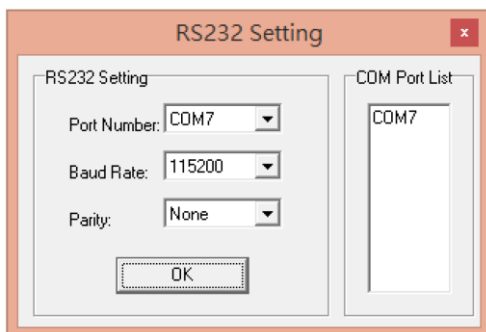 RS232 Setting
x
RS232 Setting
Port Number: COM7
Baud Rate: 115200
Parity: None
OK
COM Port List
COM7